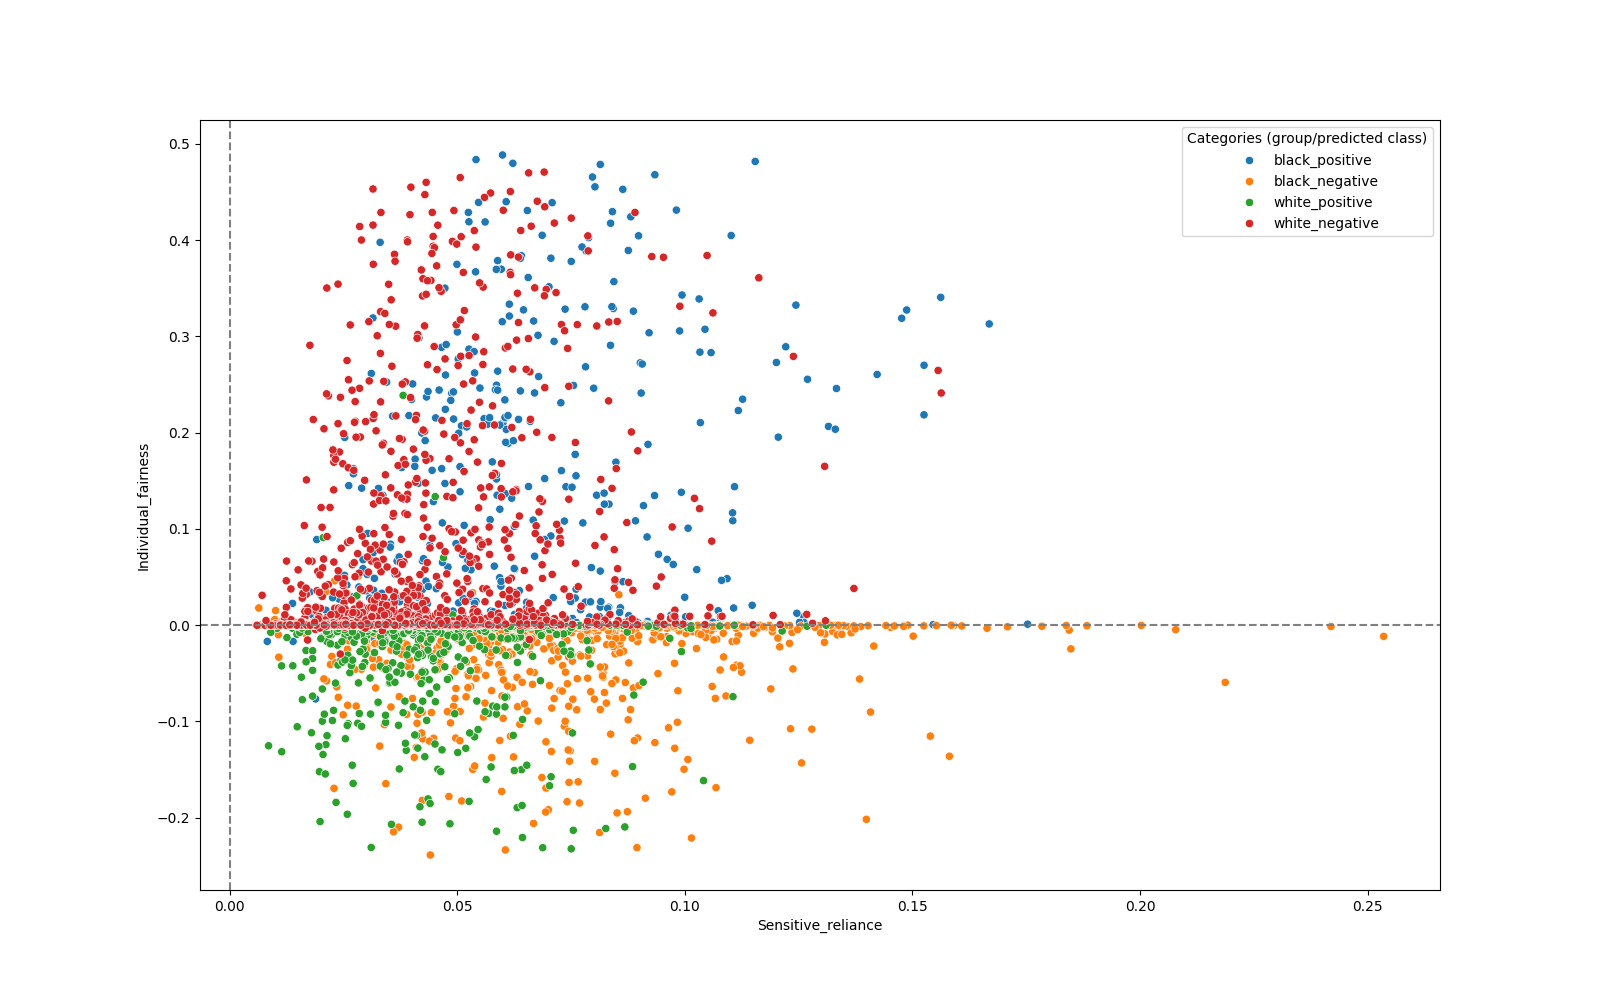 Categories (group/predicted class)
black_positive
black_negative
white_positive
white_negative
Individual_fairness
0.5
0.4
0.3
0.2
0.1
0.0
−0.1
−0.2
0.00
0.05
0.10
0.15
0.20
0.25
Sensitive_reliance